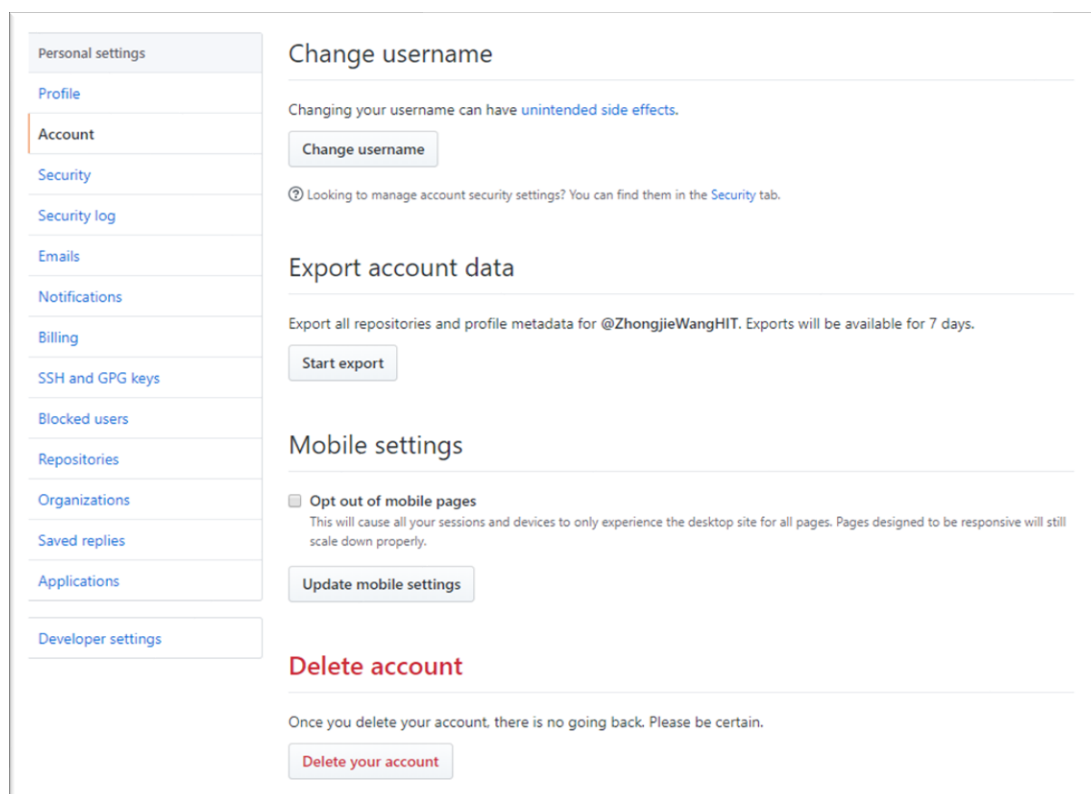 Personal settings
Profile
Account
Security
Security log
Emails
Notifications
Billing
SSH and GPG keys
Blocked users
Repositories
Organizations
Saved replies
Applications
Developer settings
Change username
Changing your username can have unintended side effects.
Change username
Looking to manage account security settings? You can find them in the Security tab.
Export account data
Export all repositories and profile metadata for @ZhongjieWangHIT. Exports will be available for 7 days.
Start export
Mobile settings
Opt out of mobile pages
This will cause all your sessions and devices to only experience the desktop site for all pages. Pages designed to be responsive will still
scale down properly.
Update mobile settings
Delete account
Once you delete your account, there is no going back. Please be certain.
Delete your account